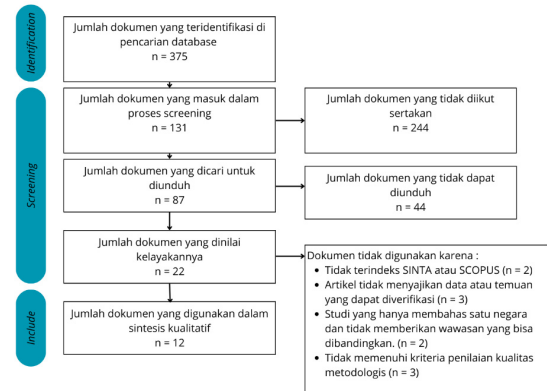 Identification
Jumlah dokumen yang teridentifikasi di
pencarian database
n = 375
Screening
Jumlah dokumen yang masuk dalam
proses screening
n = 131
Jumlah dokumen yang tidak diikut
sertakan
n = 244
Jumlah dokumen yang dicari untuk
diunduh
n = 87
Jumlah dokumen yang tidak dapat
diunduh
n = 44
Jumlah dokumen yang dinilai
kelayakannya
n = 22
Dokumen tidak digunakan karena :
• Tidak terindeks SINTA atau SCOPUS (n = 2)
• Artikel tidak menyajikan data atau temuan
yang dapat diverifikasi (n = 3)
• Studi yang hanya membahas satu negara
dan tidak memberikan wawasan yang bisa
dibandingkan. (n = 2)
• Tidak memenuhi kriteria penilaian kualitas
metodologis (n = 3)
Include
Jumlah dokumen yang digunakan dalam
sintesis kualitatif
n = 12